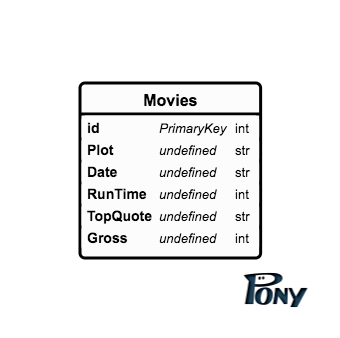 Movies
id PrimaryKey int
Plot undefined str
Date undefined str
RunTime undefined int
TopQuote undefined str
Gross undefined int
PONY